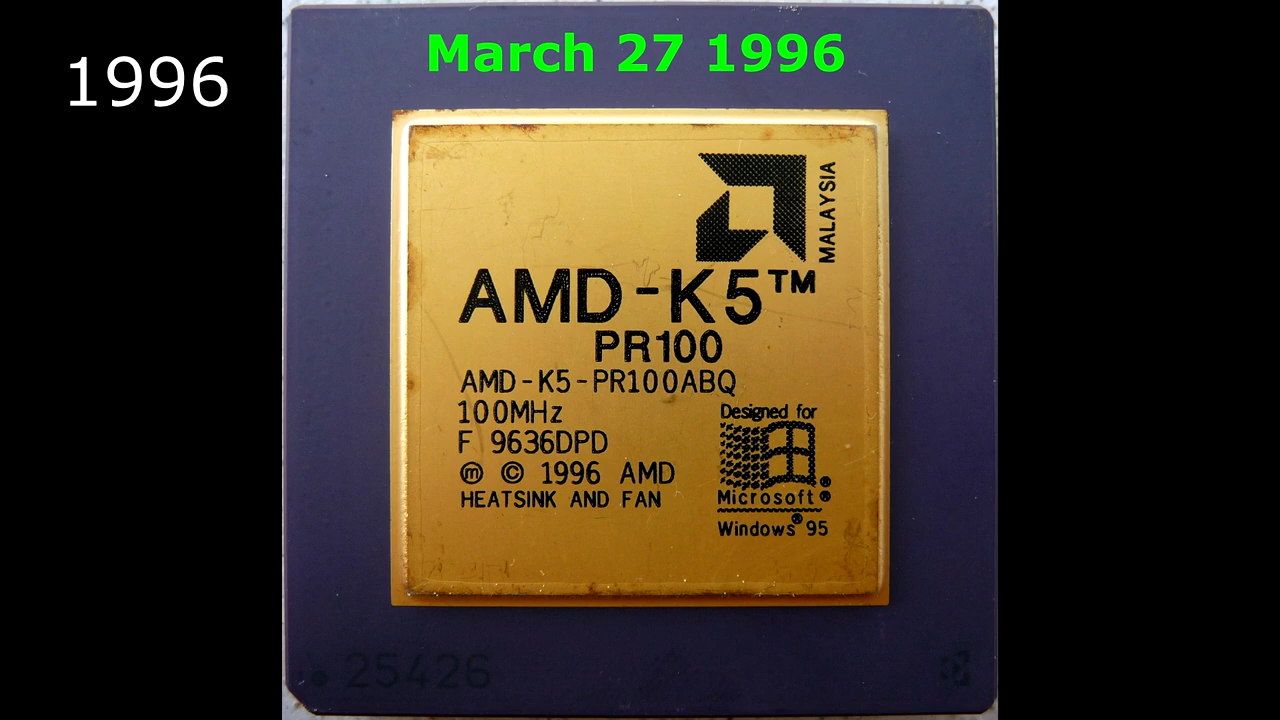 1996
March 27 1996
MALAYSIA
AMD-K5™
PR100
AMD-K5-PR100ABQ
100MHz
F 9636DPD
ⓜ © 1996 AMD
HEATSINK AND FAN
Designed for
Microsoft®
Windows® 95
25426